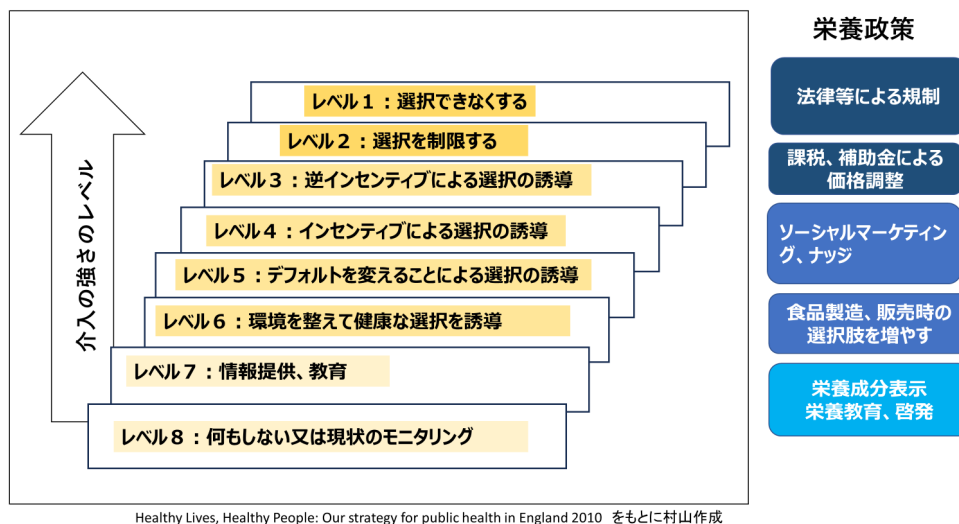 栄養政策
レベル１：選択できなくする
レベル２：選択を制限する
レベル３：逆インセンティブによる選択の誘導
レベル４：インセンティブによる選択の誘導
レベル５：デフォルトを変えることによる選択の誘導
レベル６：環境を整えて健康な選択を誘導
レベル７：情報提供、教育
レベル８：何もしない又は現状のモニタリング
介入の強さのレベル
法律等による規制
課税、補助金による
価格調整
ソーシャルマーケティン
グ、ナッジ
食品製造、販売時の
選択肢を増やす
栄養成分表示
栄養教育、啓発
Healthy Lives, Healthy People: Our strategy for public health in England 2010 をもとに村山作成